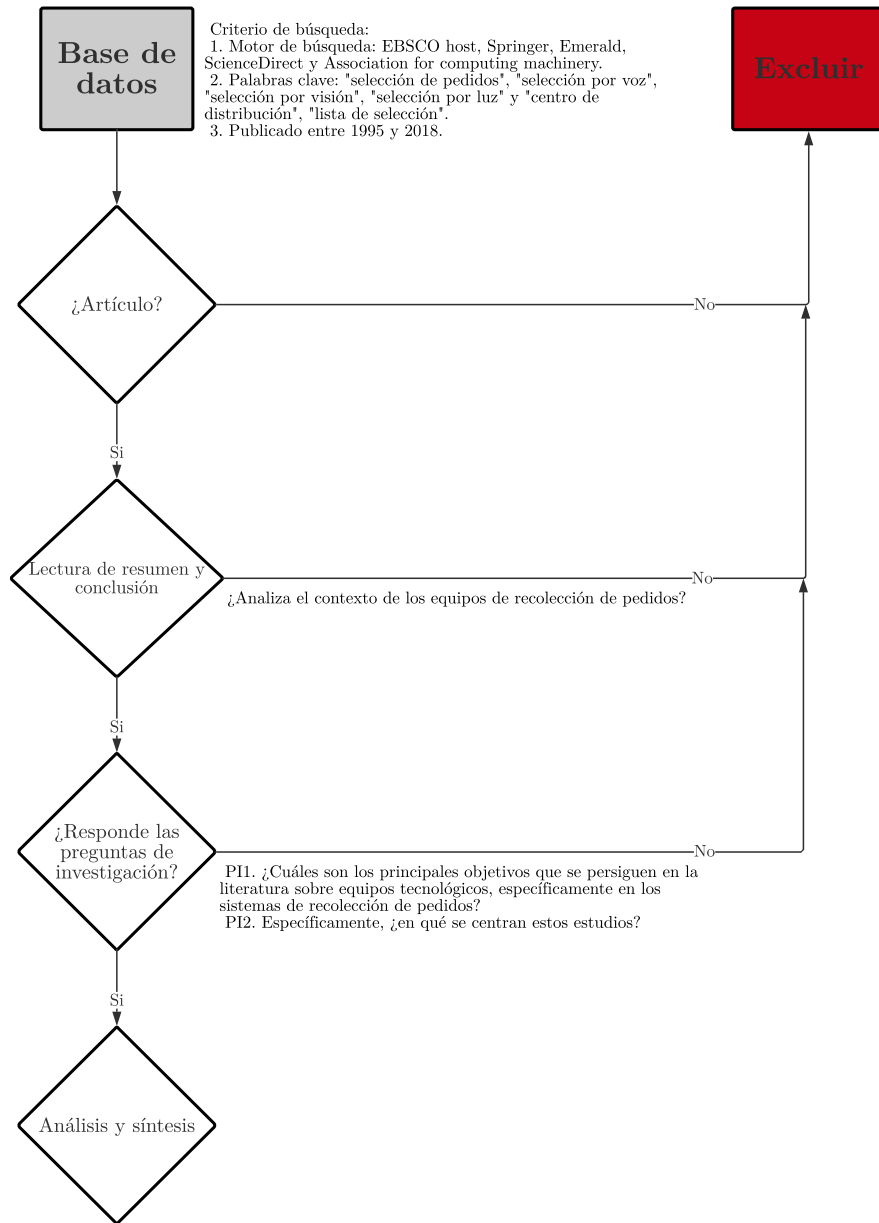 Base de
datos
Criterio de búsqueda:
1. Motor de búsqueda: EBSCO host, Springer, Emerald,
ScienceDirect y Association for computing machinery.
2. Palabras clave: "selección de pedidos", "selección por voz",
"selección por visión", "selección por luz" y "centro de
distribución", "lista de selección".
3. Publicado entre 1995 y 2018.
Excluir
¿Artículo?
No
Si
Lectura de resumen y
conclusión
No
¿Analiza el contexto de los equipos de recolección de pedidos?
Si
¿Responde las
preguntas de
investigación?
No
PI1. ¿Cuáles son los principales objetivos que se persiguen en la
literatura sobre equipos tecnológicos, específicamente en los
sistemas de recolección de pedidos?
PI2. Específicamente, ¿en qué se centran estos estudios?
Si
Análisis y síntesis